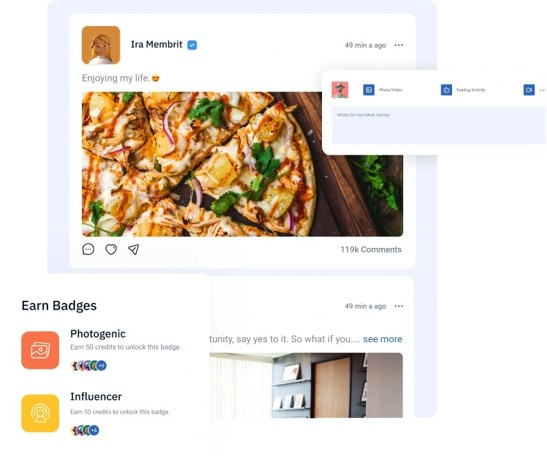 Ira Membrit
49 min a ago
Enjoying my life.😍
Photo/Video
Feeling/Activity
Whats On Your Mind, George
119k Comments
Earn Badges
49 min a ago
Photogenic
Earn 50 credits to unlock this badge.
tunity, say yes to it. So what if you.... see more
Influencer
Earn 50 credits to unlock this badge.